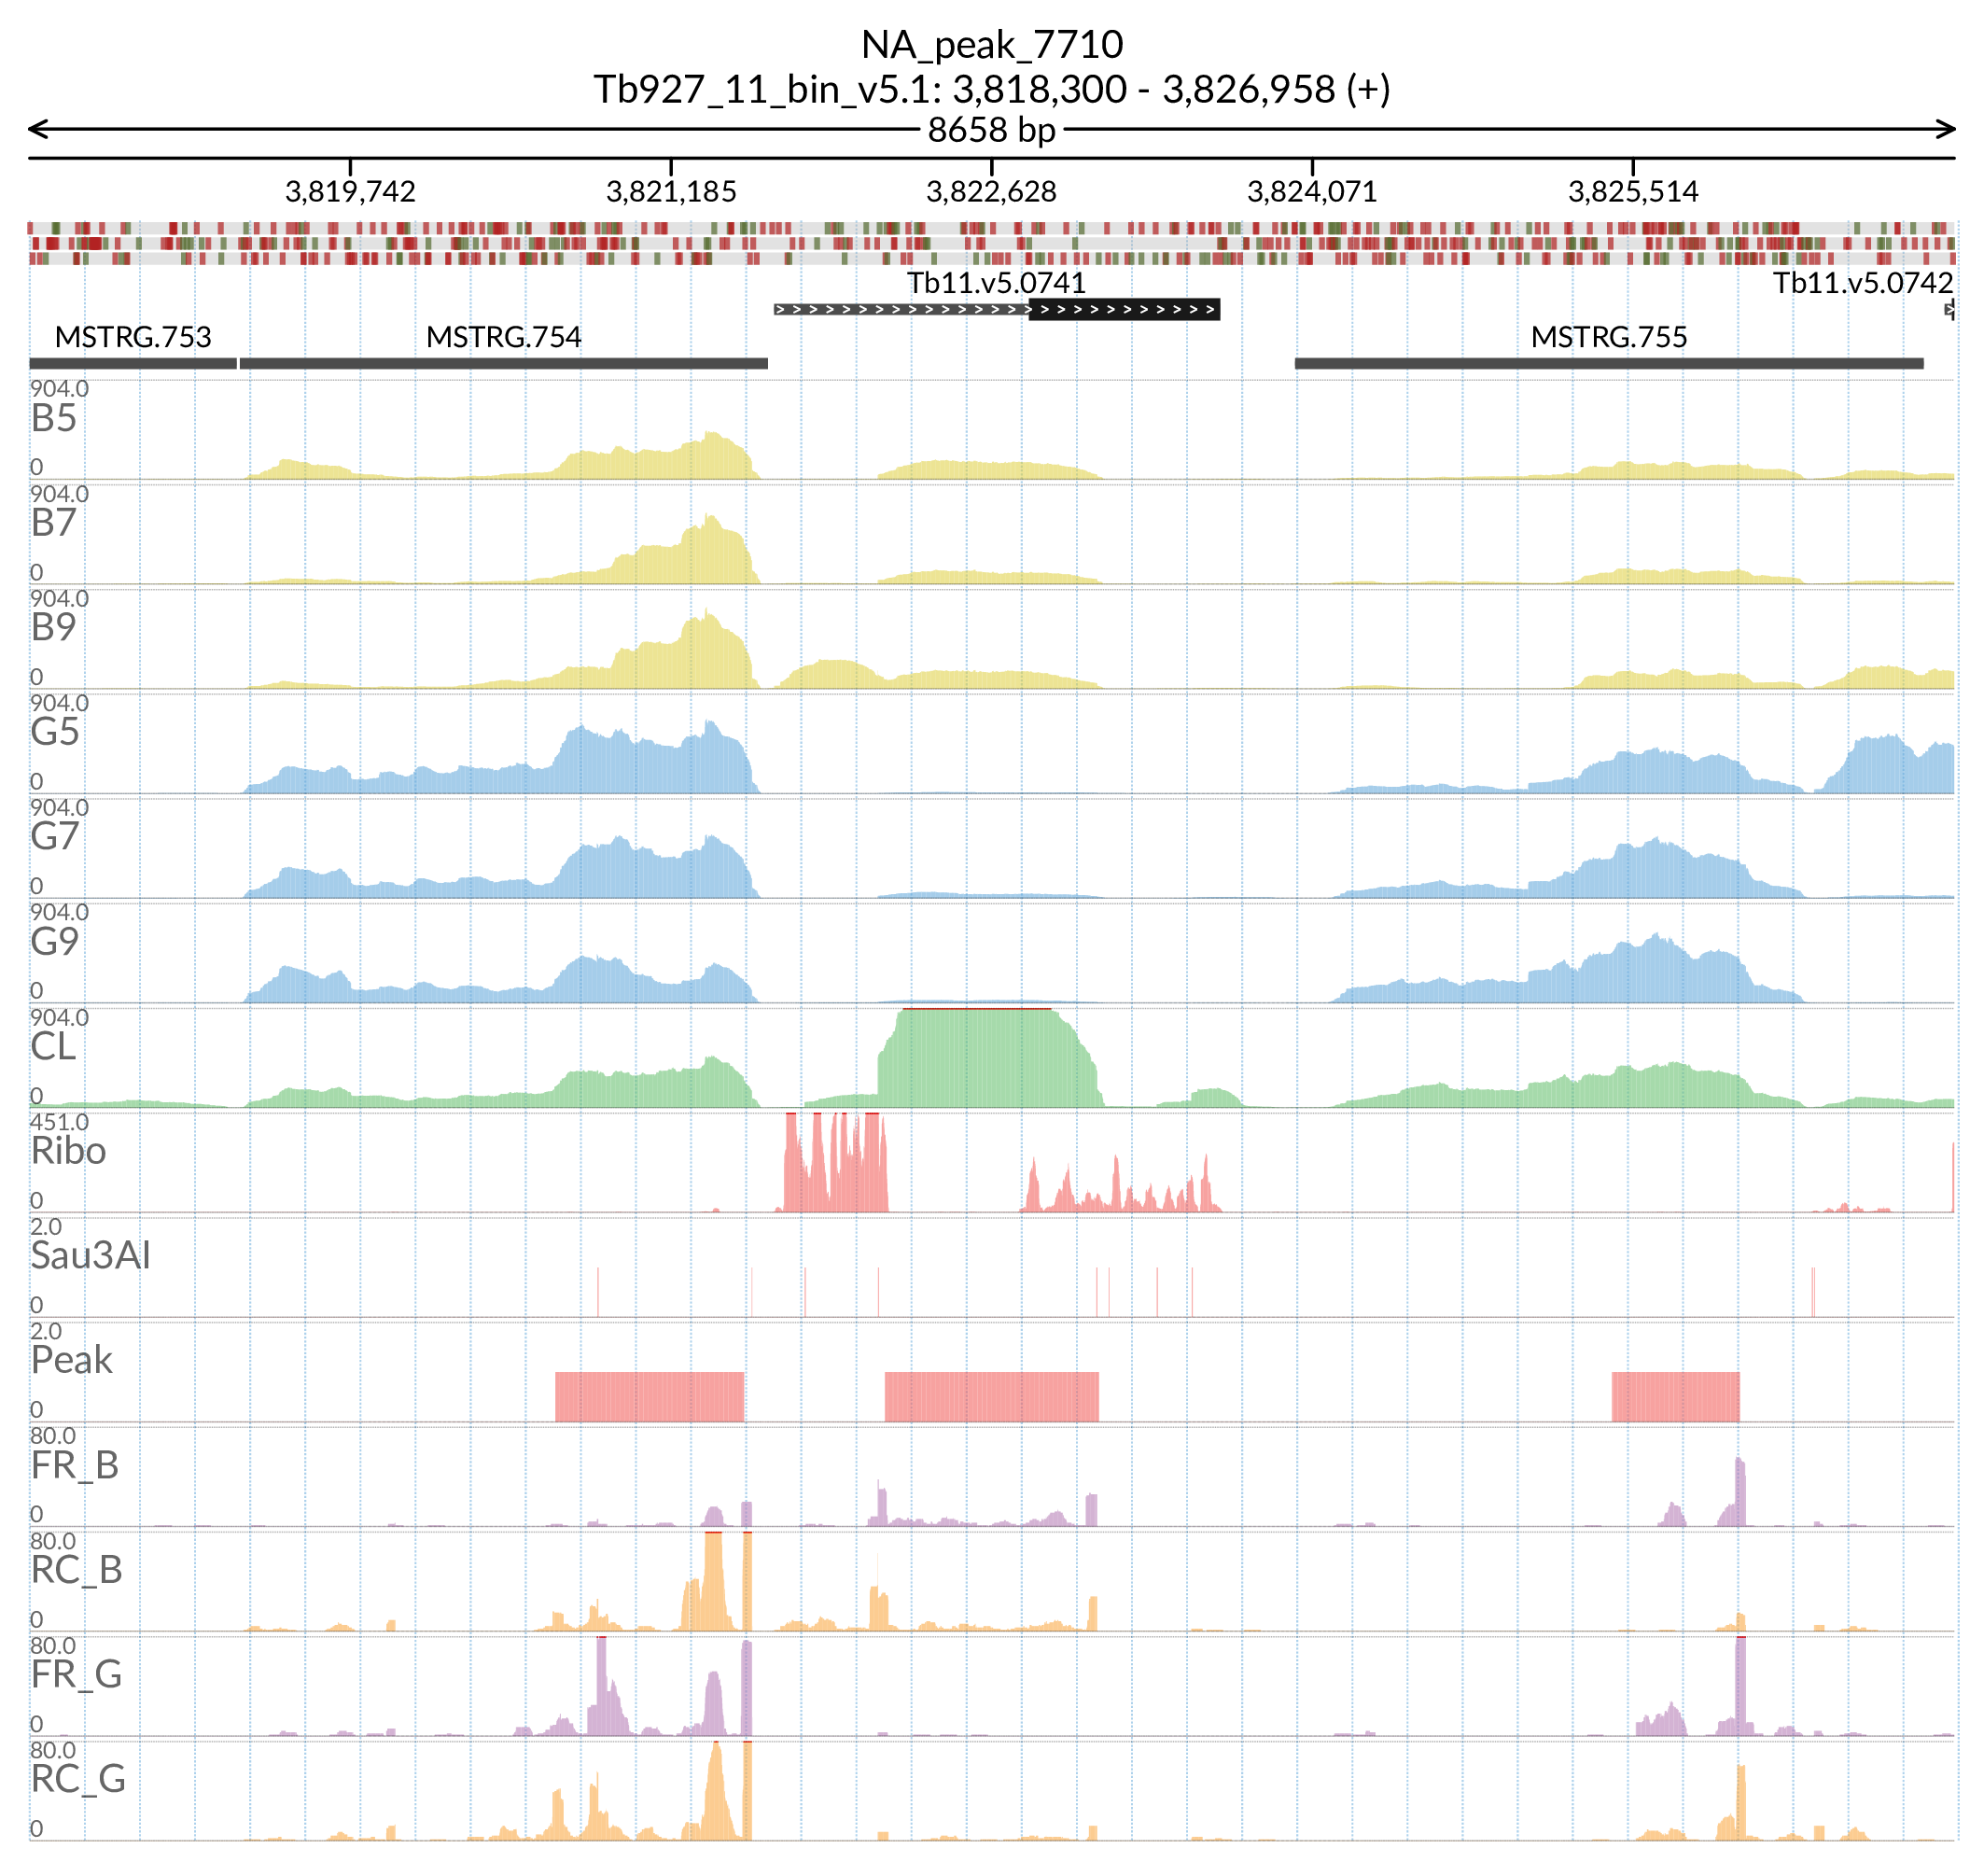 NA_peak_7710
Tb927_11_bin_v5.1: 3,818,300 - 3,826,958 (+)
8658 bp
3,819,742 3,821,185 3,822,628 3,824,071 3,825,514
Tb11.v5.0741 Tb11.v5.0742
MSTRG.753 MSTRG.754 MSTRG.755
904.0
B5
0
904.0
B7
0
904.0
B9
0
904.0
G5
0
904.0
G7
0
904.0
G9
0
904.0
CL
0
451.0
Ribo
0
2.0
Sau3AI
0
2.0
Peak
0
80.0
FR_B
0
80.0
RC_B
0
80.0
FR_G
0
80.0
RC_G
0